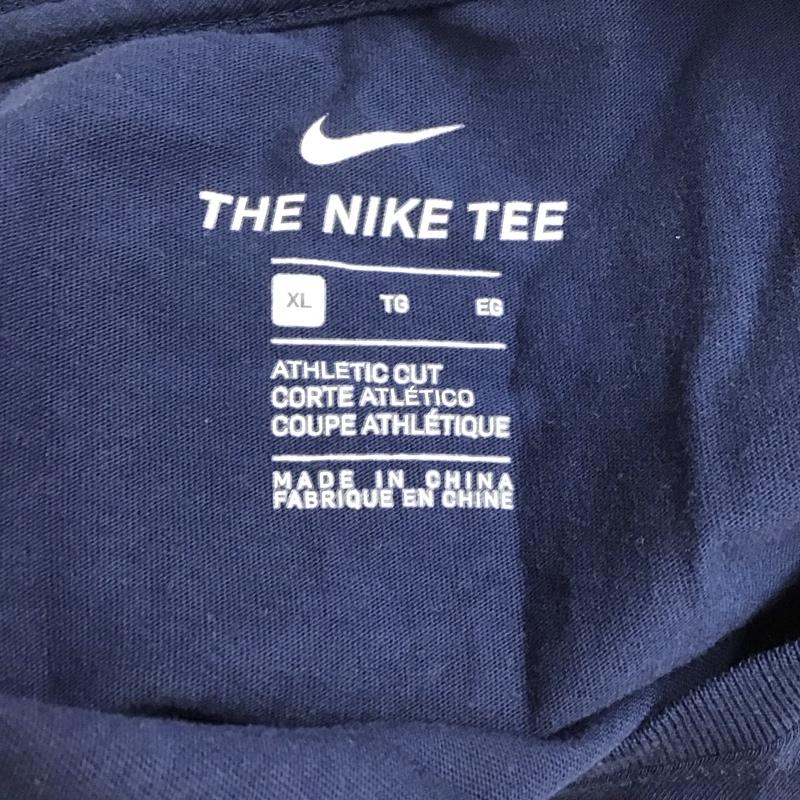 THE NIKE TEE
XL TG EG
ATHLETIC CUT
CORTE ATLÉTICO
COUPE ATHLÉTIQUE
MADE IN CHINA
FABRIQUE EN CHINE